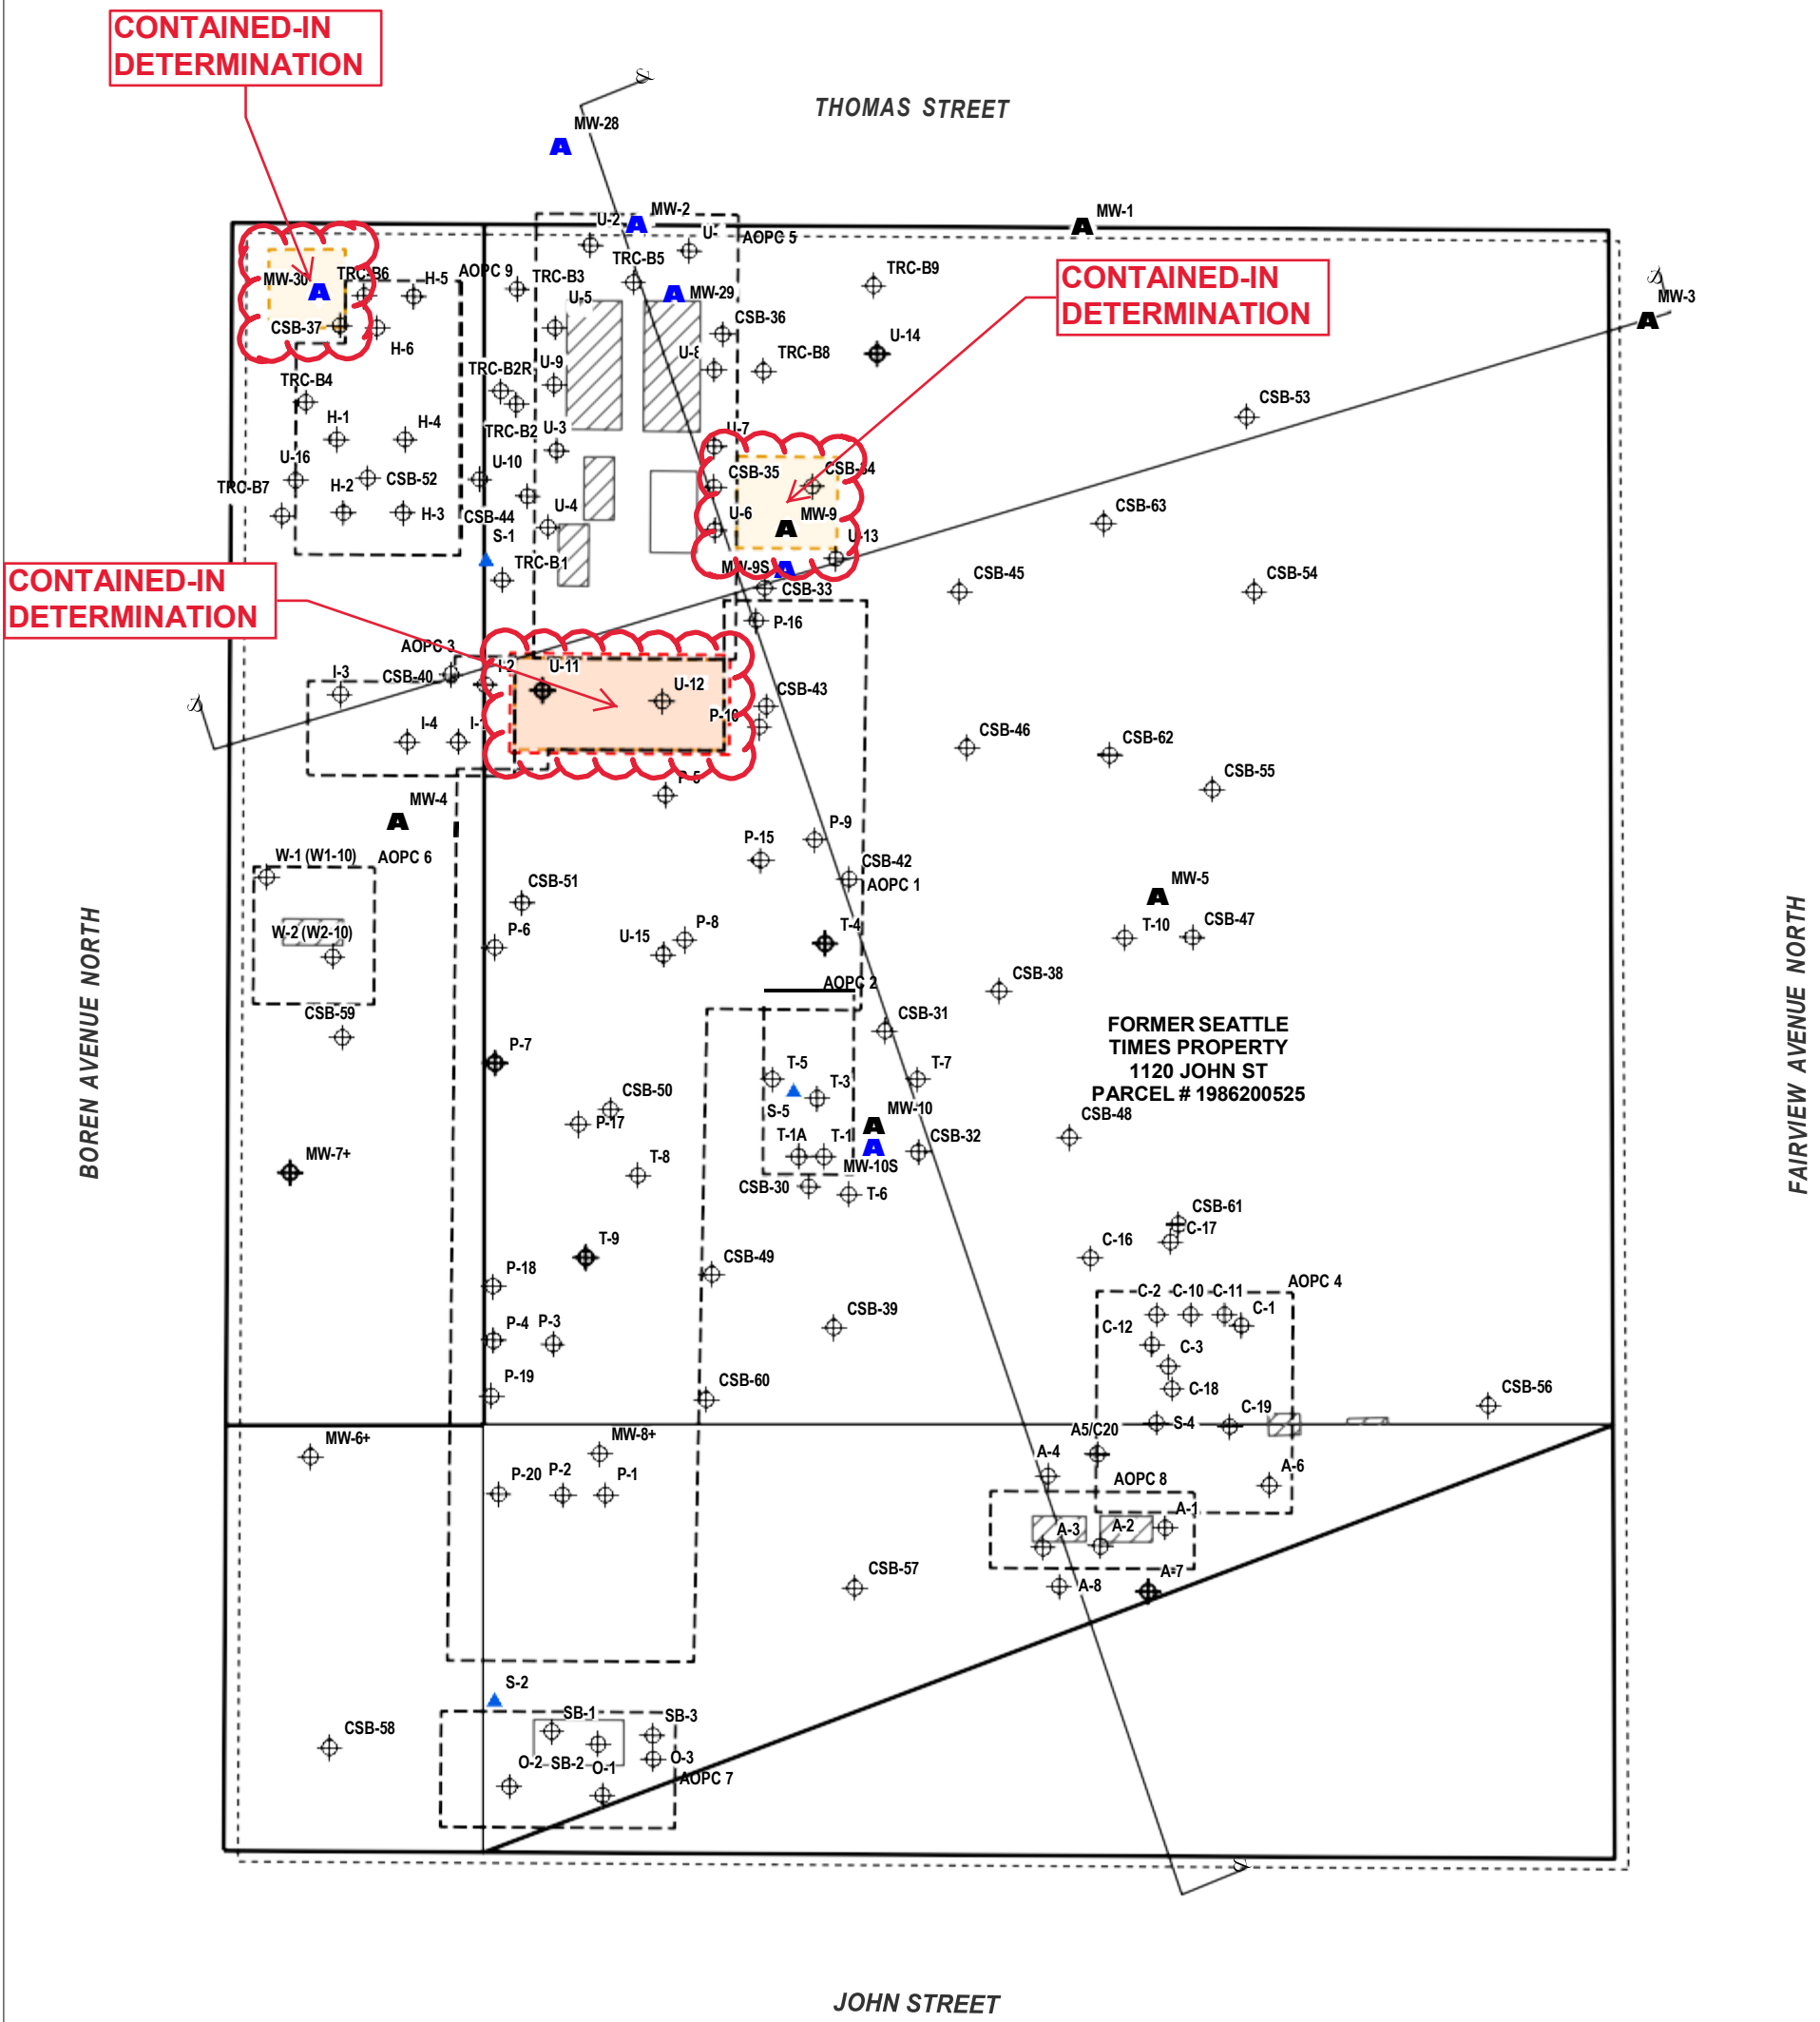 CONTAINED-IN
DETERMINATION
THOMAS STREET
MW-28
MW-2
MW-1
U-2
U-
AOPC 5
TRC-B5
TRC-B9
CONTAINED-IN
DETERMINATION
MW-3
MW-30
TRC-B6
H-5
AOPC 9
TRC-B3
U-5
MW-29
CSB-37
H-6
CSB-36
U-14
TRC-B4
TRC-B2R
U-9
U-8
TRC-B8
H-1
H-4
TRC-B2
U-3
U-7
CSB-53
U-16
U-10
CSB-35
CSB-34
TRC-B7
H-2
CSB-52
H-3
CSB-44
U-4
U-6
MW-9
CSB-63
S-1
U-13
TRC-B1
MW-9S
CONTAINED-IN
DETERMINATION
CSB-33
CSB-45
CSB-54
P-16
AOPC 3
I-3
CSB-40
I-2
U-11
U-12
CSB-43
I-4
P-10
CSB-46
CSB-62
P-5
CSB-55
MW-4
P-15
P-9
W-1 (W1-10)
AOPC 6
CSB-42
AOPC 1
CSB-51
MW-5
W-2 (W2-10)
P-6
U-15
P-8
T-4
T-10
CSB-47
AOPC 2
CSB-38
CSB-59
CSB-31
FORMER SEATTLE
TIMES PROPERTY
1120 JOHN ST
PARCEL # 1986200525
BOREN AVENUE NORTH
FAIRVIEW AVENUE NORTH
P-7
T-5
T-3
T-7
CSB-50
S-5
MW-10
CSB-48
P-17
T-1A
T-1
CSB-32
MW-7+
T-8
MW-10S
CSB-30
T-6
CSB-61
C-17
T-9
C-16
P-18
CSB-49
AOPC 4
C-2
C-10
C-11
C-1
P-4
P-3
CSB-39
C-12
C-3
P-19
CSB-60
C-18
CSB-56
C-19
S-4
MW-6+
MW-8+
A5/C20
A-4
P-20
P-2
P-1
AOPC 8
A-6
A-1
A-3
A-2
CSB-57
A-8
A-7
S-2
CSB-58
SB-1
SB-3
O-2
SB-2
O-1
O-3
AOPC 7
JOHN STREET